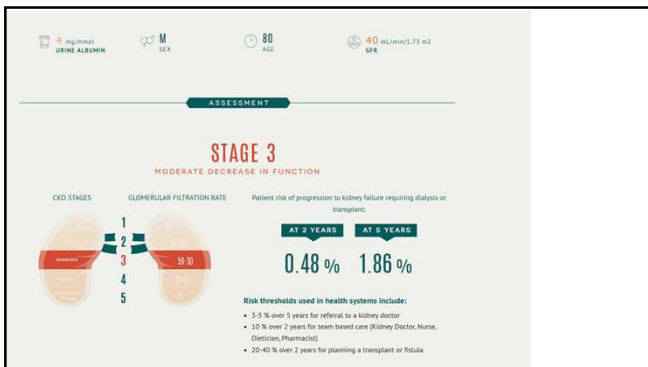 4 mg/mmol
URINE ALBUMIN
M
SEX
80
AGE
40 mL/min/1.73 m2
GFR
ASSESSMENT
STAGE 3
MODERATE DECREASE IN FUNCTION
CKD STAGES
GLOMERULAR FILTRATION RATE
1
2
MODERATE 3 59-30
4
5
Patient risk of progression to kidney failure requiring dialysis or
transplant:
AT 2 YEARS
AT 5 YEARS
0.48 %
1.86 %
Risk thresholds used in health systems include:
• 3-5 % over 5 years for referral to a kidney doctor
• 10 % over 2 years for team based care (Kidney Doctor, Nurse,
Dietician, Pharmacist)
• 20-40 % over 2 years for planning a transplant or fistula